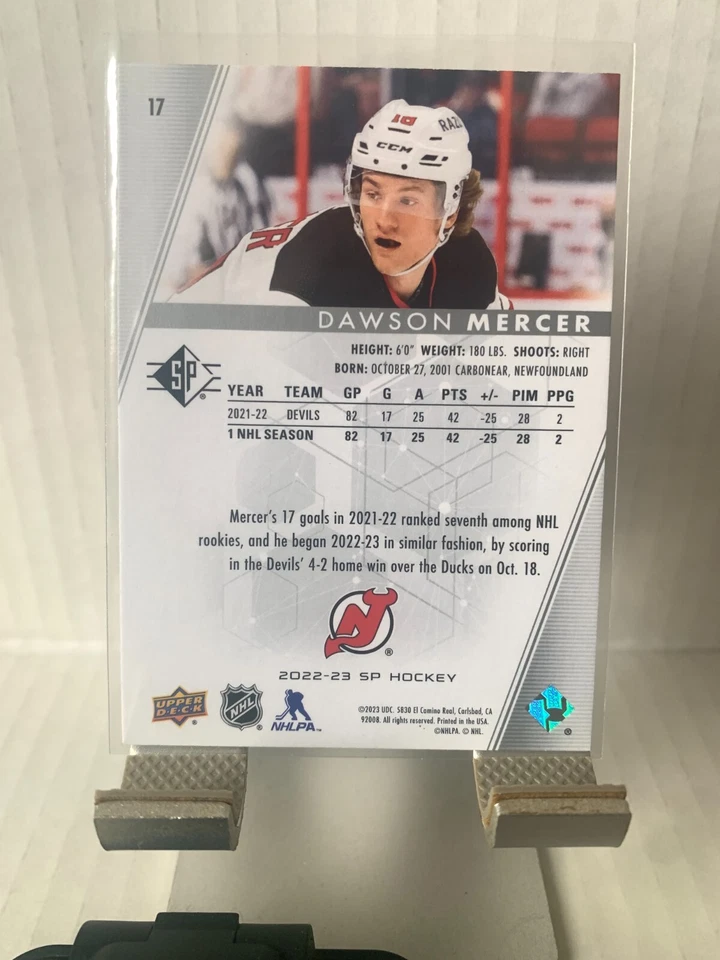 17
18
RAZ
CCM
ER
DAWSON MERCER
HEIGHT: 6'0" WEIGHT: 180 LBS. SHOOTS: RIGHT
BORN: OCTOBER 27, 2001 CARBONEAR, NEWFOUNDLAND
SP®
YEAR TEAM GP G A PTS +/- PIM PPG
2021-22 DEVILS 82 17 25 42 -25 28 2
1 NHL SEASON 82 17 25 42 -25 28 2
Mercer's 17 goals in 2021-22 ranked seventh among NHL
rookies, and he began 2022-23 in similar fashion, by scoring
in the Devils' 4-2 home win over the Ducks on Oct. 18.
NJ®
2022-23 SP HOCKEY
UPPER DECK®
NHL®
NHLPA™
©2023 UDC. 5830 El Camino Real, Carlsbad, CA
92008. All rights reserved. Printed in the USA.
©NHLPA. © NHL.
®